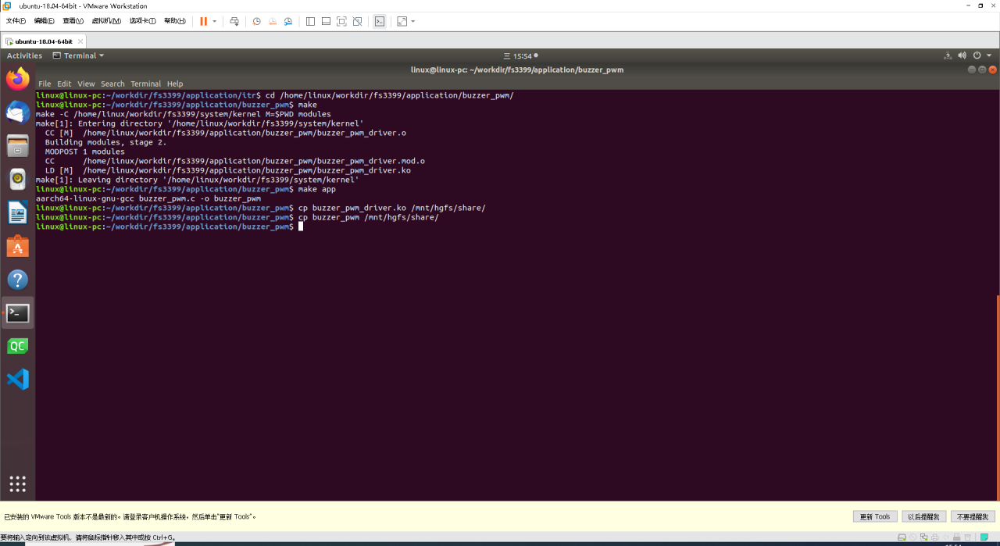 ubuntu-18.04-64bit - VMware Workstation
文件(F) 编辑(E) 查看(V) 虚拟机(M) 选项卡(T) 帮助(H)
ubuntu-18.04-64bit
Activities Terminal 三 15:54
linux@linux-pc: ~/workdir/fs3399/application/buzzer_pwm
File Edit View Search Terminal Help
linux@linux-pc:~/workdir/fs3399/application/itr$ cd /home/linux/workdir/fs3399/application/buzzer_pwm/
linux@linux-pc:~/workdir/fs3399/application/buzzer_pwm$ make
make -C /home/linux/workdir/fs3399/system/kernel M=$PWD modules
make[1]: Entering directory '/home/linux/workdir/fs3399/system/kernel'
CC [M] /home/linux/workdir/fs3399/application/buzzer_pwm/buzzer_pwm_driver.o
Building modules, stage 2.
MODPOST 1 modules
CC /home/linux/workdir/fs3399/application/buzzer_pwm/buzzer_pwm_driver.mod.o
LD [M] /home/linux/workdir/fs3399/application/buzzer_pwm/buzzer_pwm_driver.ko
make[1]: Leaving directory '/home/linux/workdir/fs3399/system/kernel'
linux@linux-pc:~/workdir/fs3399/application/buzzer_pwm$ make app
aarch64-linux-gnu-gcc buzzer_pwm.c -o buzzer_pwm
linux@linux-pc:~/workdir/fs3399/application/buzzer_pwm$ cp buzzer_pwm_driver.ko /mnt/hgfs/share/
linux@linux-pc:~/workdir/fs3399/application/buzzer_pwm$ cp buzzer_pwm /mnt/hgfs/share/
linux@linux-pc:~/workdir/fs3399/application/buzzer_pwm$
QC
已安装的 VMware Tools 版本不是最新的。请登录客户机操作系统，然后单击"更新 Tools"。
更新 Tools 以后提醒我 不要提醒我
要将输入定向到该虚拟机，请将鼠标指针移入其中或按 Ctrl+G。